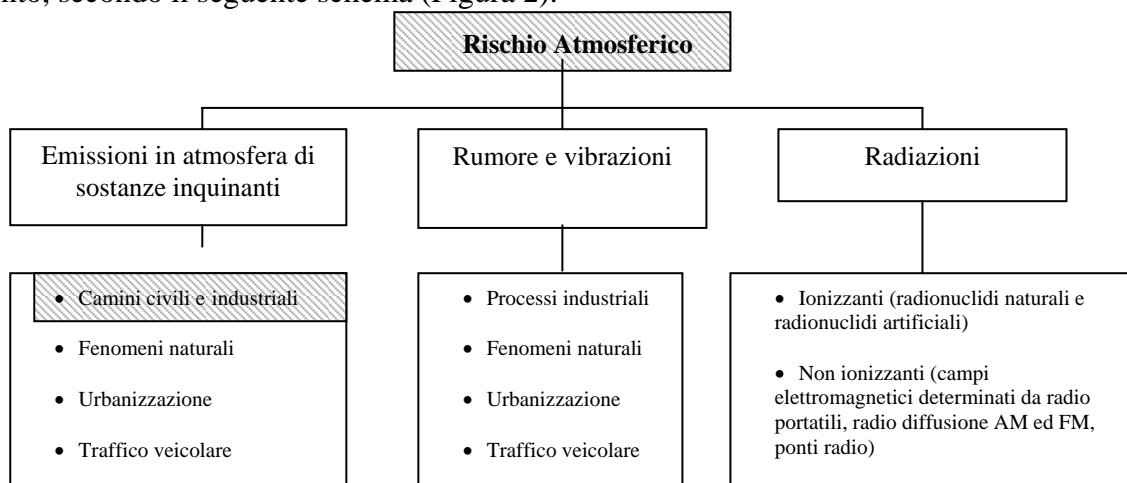 nto, secondo il seguente schema (Figura 2).
Rischio Atmosferico
Emissioni in atmosfera di
sostanze inquinanti
Rumore e vibrazioni
Radiazioni
• Camini civili e industriali
• Fenomeni naturali
• Urbanizzazione
• Traffico veicolare
• Processi industriali
• Fenomeni naturali
• Urbanizzazione
• Traffico veicolare
• Ionizzanti (radionuclidi naturali e
radionuclidi artificiali)
• Non ionizzanti (campi
elettromagnetici determinati da radio
portatili, radio diffusione AM ed FM,
ponti radio)